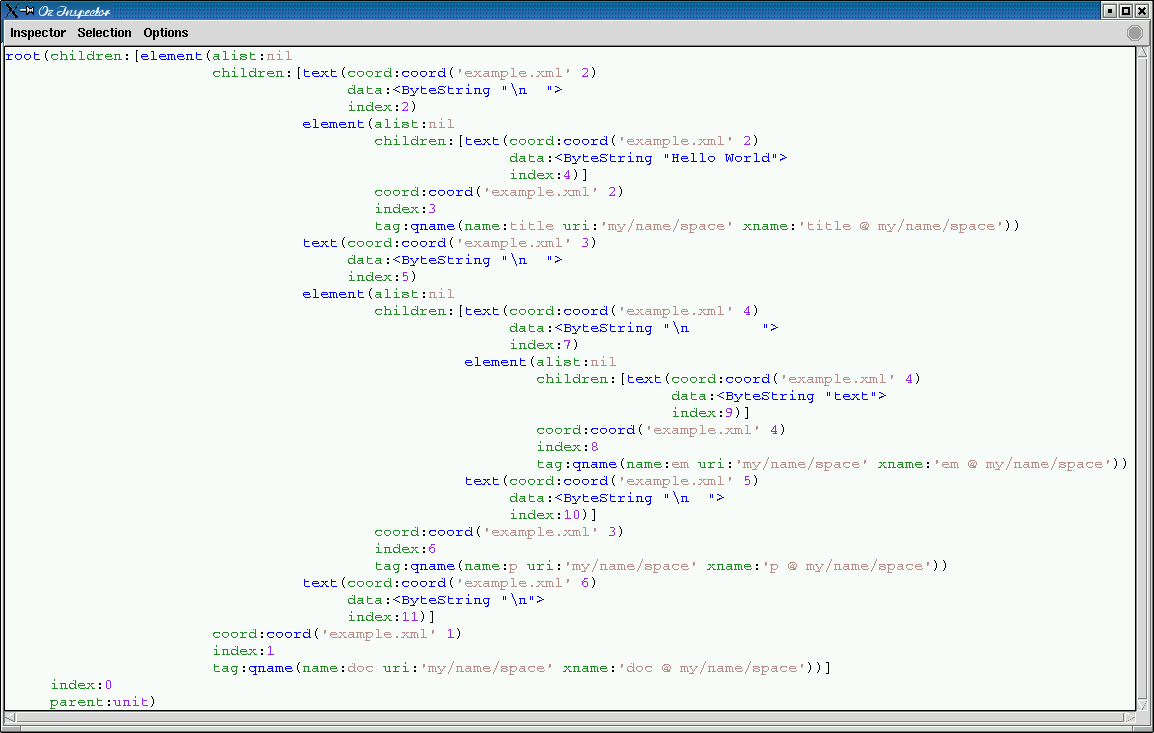 Oz Inspector
Inspector Selection Options
root(children:[element(alist:nil
children:[text(coord:coord('example.xml' 2)
data:<ByteString "\n  ">
index:2)
element(alist:nil
children:[text(coord:coord('example.xml' 2)
data:<ByteString "Hello World">
index:4)]
coord:coord('example.xml' 2)
index:3
tag:qname(name:title uri:'my/name/space' xname:'title @ my/name/space'))
text(coord:coord('example.xml' 3)
data:<ByteString "\n  ">
index:5)
element(alist:nil
children:[text(coord:coord('example.xml' 4)
data:<ByteString "\n        ">
index:7)
element(alist:nil
children:[text(coord:coord('example.xml' 4)
data:<ByteString "text">
index:9)]
coord:coord('example.xml' 4)
index:8
tag:qname(name:em uri:'my/name/space' xname:'em @ my/name/space'))
text(coord:coord('example.xml' 5)
data:<ByteString "\n  ">
index:10)]
coord:coord('example.xml' 3)
index:6
tag:qname(name:p uri:'my/name/space' xname:'p @ my/name/space'))
text(coord:coord('example.xml' 6)
data:<ByteString "\n">
index:11)]
coord:coord('example.xml' 1)
index:1
tag:qname(name:doc uri:'my/name/space' xname:'doc @ my/name/space'))]
index:0
parent:unit)